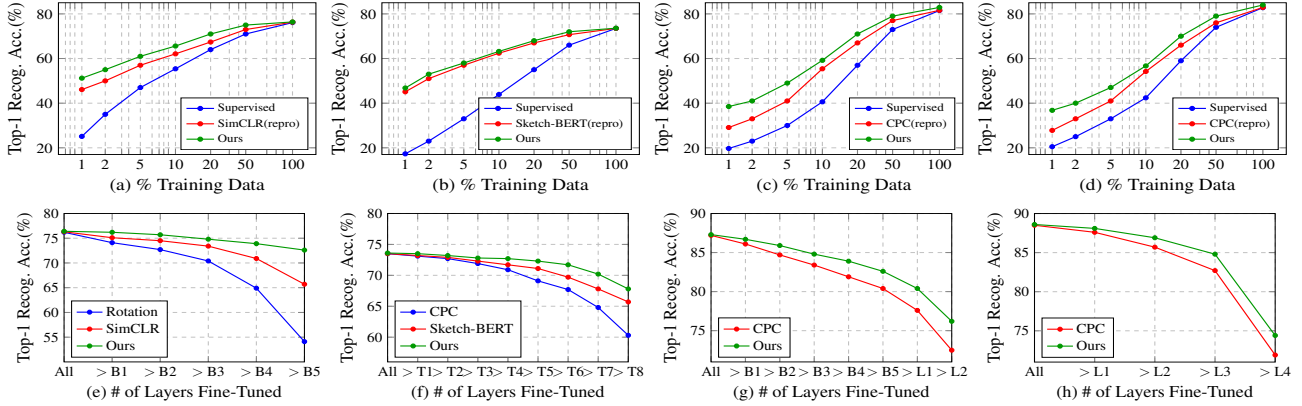 Top-1 Recog. Acc.(%)
80
60
40
20
1 2 5 10 20 50 100
Supervised
SimCLR(repro)
Ours
(a) % Training Data
Top-1 Recog. Acc.(%)
80
60
40
20
1 2 5 10 20 50 100
Supervised
Sketch-BERT(repro)
Ours
(b) % Training Data
Top-1 Recog. Acc.(%)
80
60
40
20
1 2 5 10 20 50 100
Supervised
CPC(repro)
Ours
(c) % Training Data
Top-1 Recog. Acc.(%)
80
60
40
20
1 2 5 10 20 50 100
Supervised
CPC(repro)
Ours
(d) % Training Data
Top-1 Recog. Acc.(%)
80
75
70
65
60
55
All > B1 > B2 > B3 > B4 > B5
Rotation
SimCLR
Ours
(e) # of Layers Fine-Tuned
Top-1 Recog. Acc.(%)
80
75
70
65
60
All > T1 > T2 > T3 > T4 > T5 > T6 > T7 > T8
CPC
Sketch-BERT
Ours
(f) # of Layers Fine-Tuned
Top-1 Recog. Acc.(%)
90
85
80
75
All > B1 > B2 > B3 > B4 > B5 > L1 > L2
CPC
Ours
(g) # of Layers Fine-Tuned
Top-1 Recog. Acc.(%)
90
85
80
75
All > L1 > L2 > L3 > L4
CPC
Ours
(h) # of Layers Fine-Tuned